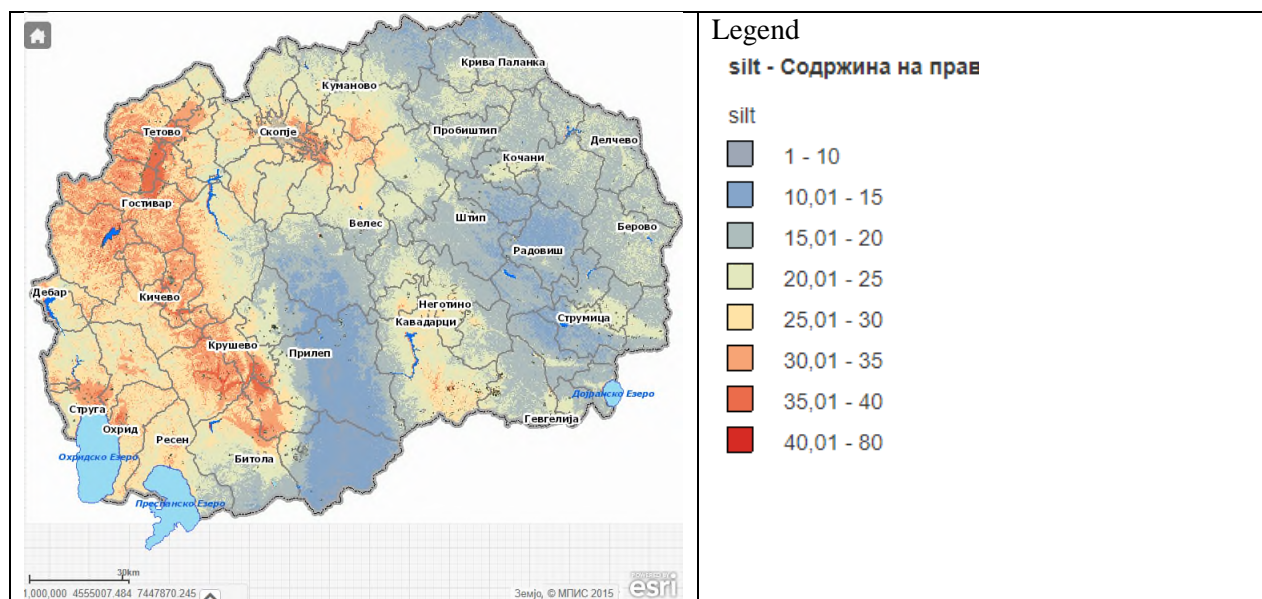 Крива Паланка
Куманово
Тетово
Скопје
Пробиштип
Делчево
Кочани
Гостивар
Велес
Штип
Берово
Радовиш
Дебар
Кичево
Неготино
Кавадарци
Струмица
Крушево
Прилеп
Дојранско Езеро
Струга
Гевгелија
Охрид
Ресен
Охридско Езеро
Битола
Преспанско Езеро
30km
1,000,000 4555007.484 7447870.245
Земјо, © МПИС 2015
POWERED BY
esri
Legend
silt - Содржина на прав
silt
1 - 10
10,01 - 15
15,01 - 20
20,01 - 25
25,01 - 30
30,01 - 35
35,01 - 40
40,01 - 80